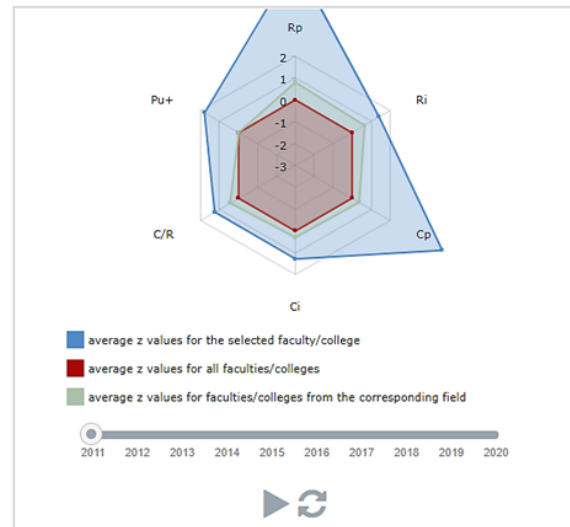 Rp
2
1
0
-1
-2
-3
Pu+
Ri
C/R
Cp
Ci
average z values for the selected faculty/college
average z values for all faculties/colleges
average z values for faculties/colleges from the corresponding field
2011 2012 2013 2014 2015 2016 2017 2018 2019 2020